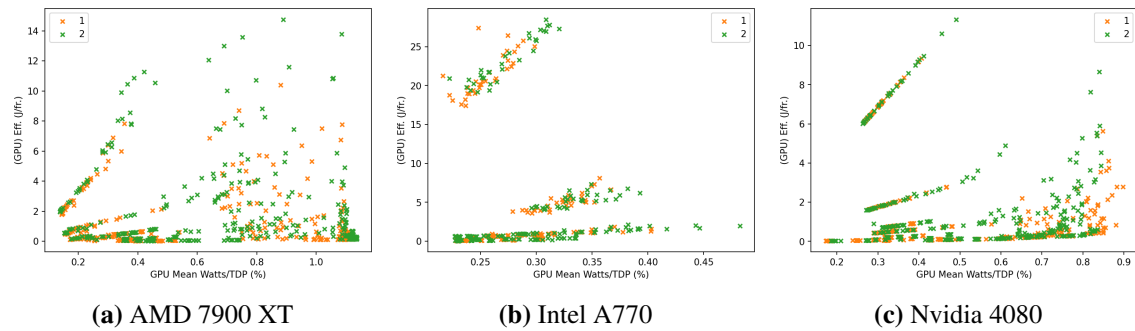 1
2
(GPU) Eff. (J/fr.)
14
12
10
8
6
4
2
0
0.2 0.4 0.6 0.8 1.0
GPU Mean Watts/TDP (%)
(a) AMD 7900 XT
1
2
(GPU) Eff. (J/fr.)
25
20
15
10
5
0
0.25 0.30 0.35 0.40 0.45
GPU Mean Watts/TDP (%)
(b) Intel A770
1
2
(GPU) Eff. (J/fr.)
10
8
6
4
2
0
0.2 0.3 0.4 0.5 0.6 0.7 0.8 0.9
GPU Mean Watts/TDP (%)
(c) Nvidia 4080